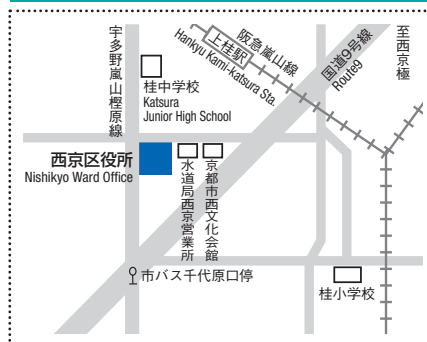 宇多野嵐山樫原線
桂中学校
Katsura
Junior High School
上桂駅
阪急嵐山線
Hankyu Kami-katsura Sta.
国道9号線
Route9
至西京極
西京区役所
Nishikyo Ward Office
水道局西京営業所
京都市西文化会館
市バス千代原口停
桂小学校